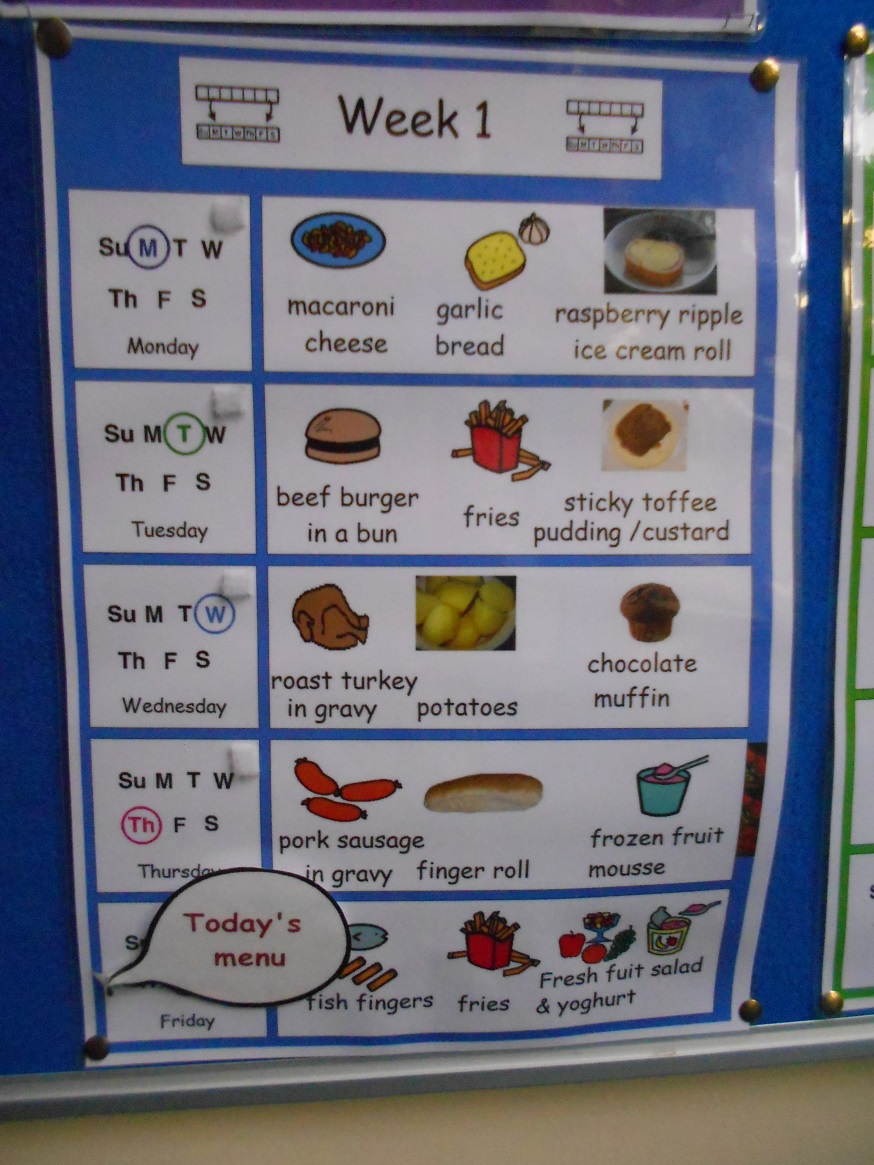 Week 1
Su M T W
Th F S
Monday
macaroni
cheese
garlic
bread
raspberry ripple
ice cream roll
Su M T W
Th F S
Tuesday
beef burger
in a bun
fries
sticky toffee
pudding /custard
Su M T W
Th F S
Wednesday
roast turkey
in gravy
potatoes
chocolate
muffin
Su M T W
Th F S
Thursday
pork sausage
in gravy
finger roll
frozen fruit
mousse
Today's
menu
Friday
fish fingers
fries
Fresh fuit salad
& yoghurt